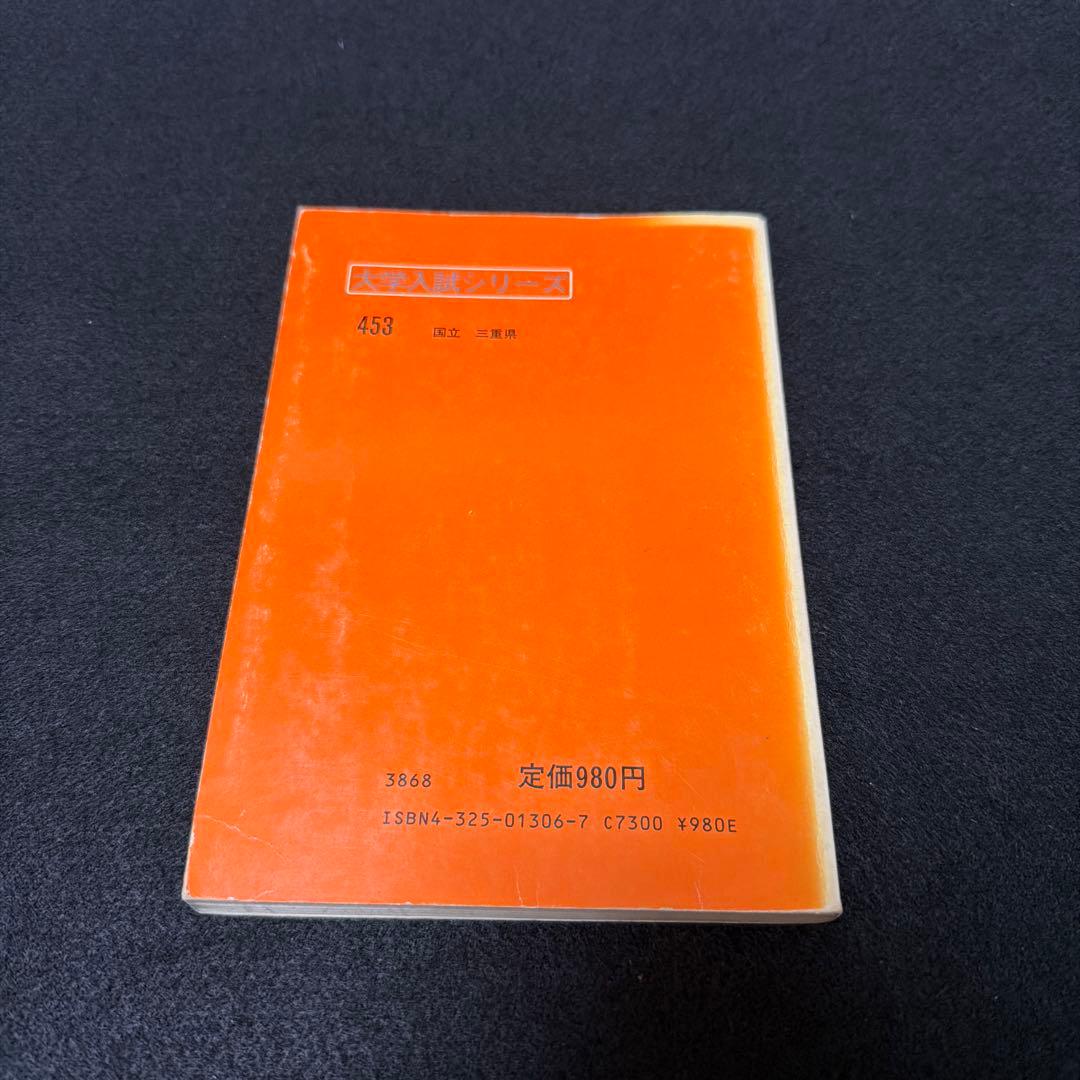 大学入試シリーズ
453 国立 三重県
3868 定価980円
ISBN4-325-01306-7 C7300 ¥980E